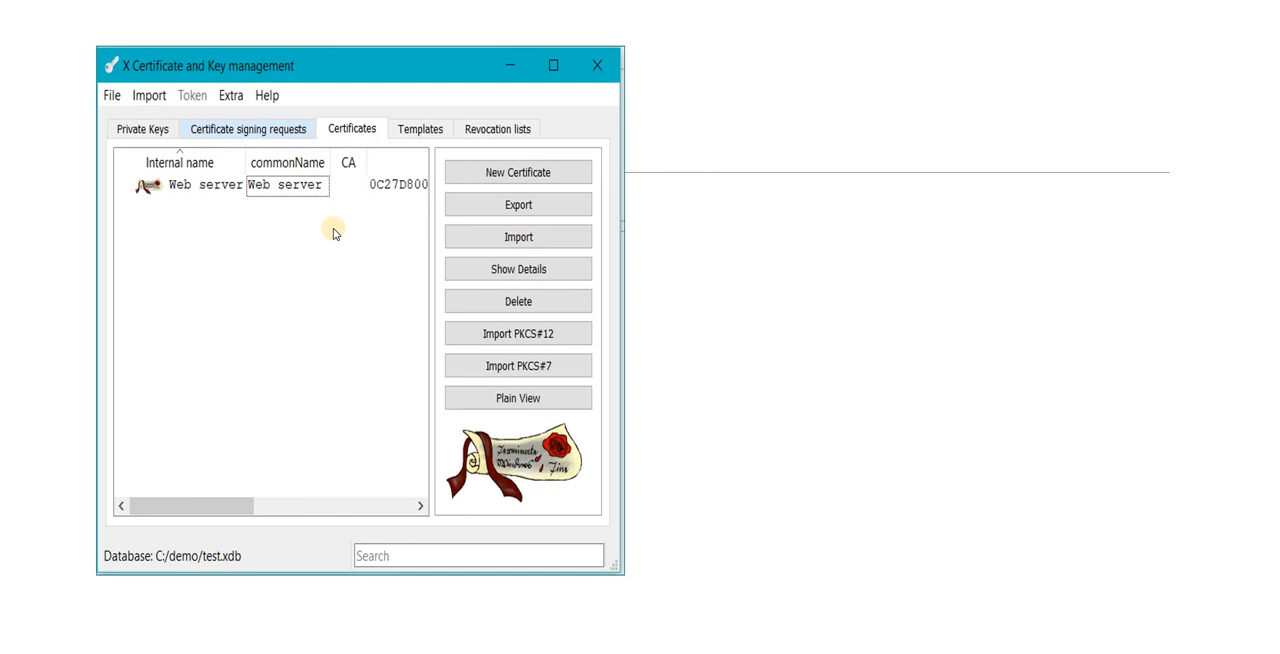 X Certificate and Key management
File Import Token Extra Help
Private Keys Certificate signing requests Certificates Templates Revocation lists
Internal name commonName CA
Web server Web server 0C27D800
New Certificate
Export
Import
Show Details
Delete
Import PKCS#12
Import PKCS#7
Plain View
Database: C:/demo/test.xdb Search